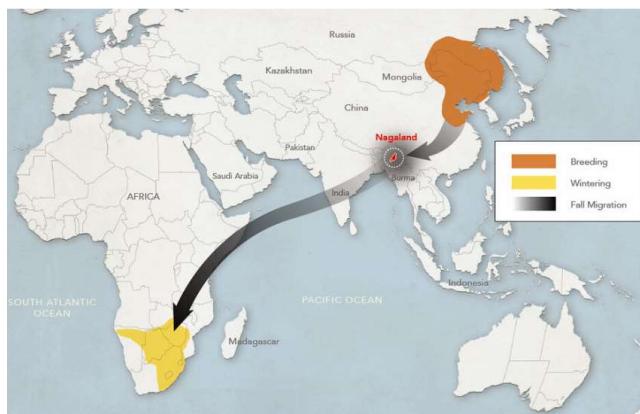 Russia
Kazakhstan
Mongolia
China
Nagaland
Pakistan
Burma
Saudi Arabia
India
AFRICA
Breeding
Wintering
Fall Migration
Indonesia
SOUTH ATLANTIC
OCEAN
PACIFIC OCEAN
Madagascar